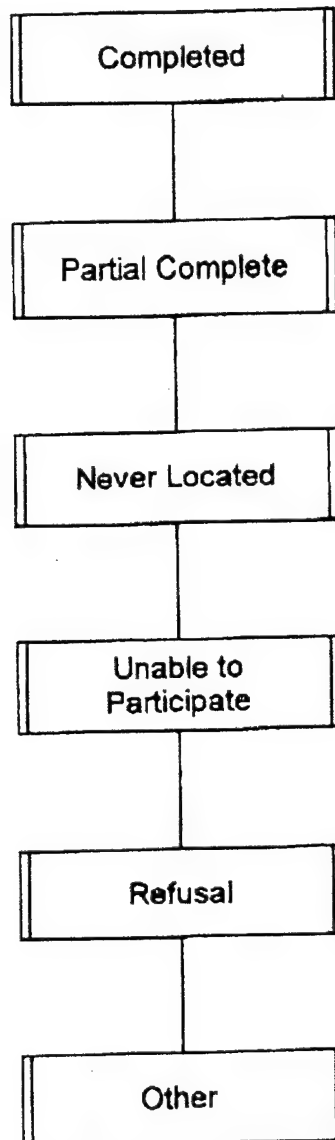 Completed
Partial Complete
Never Located
Unable to
Participate
Refusal
Other